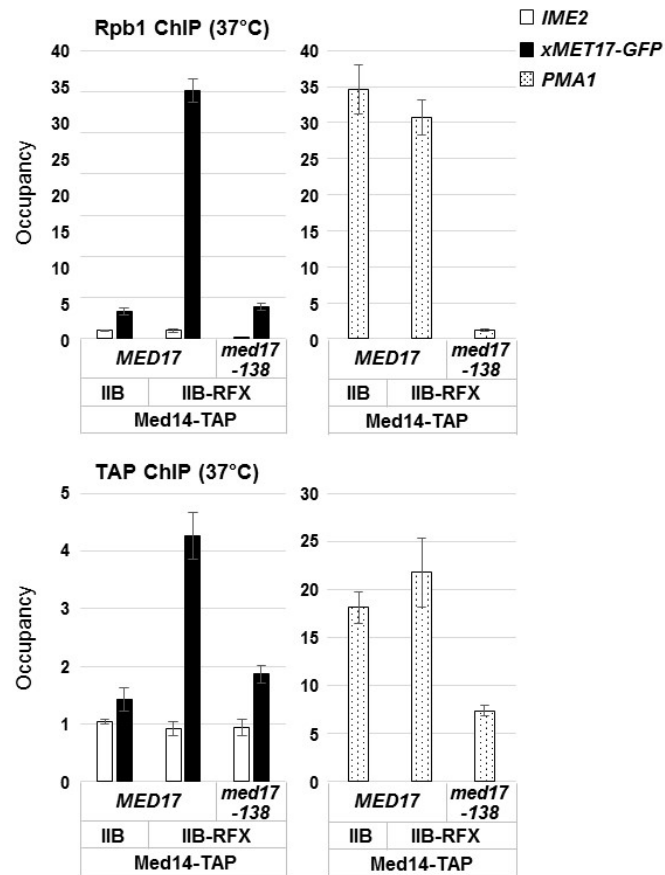 Rpb1 ChIP (37°C)
IME2
xMET17-GFP
PMA1
Occupancy
40
35
30
25
20
15
10
5
0
40
35
30
25
20
15
10
5
0
MED17
med17
-138
IIB
IIB-RFX
Med14-TAP
MED17
med17
-138
IIB
IIB-RFX
Med14-TAP
TAP ChIP (37°C)
Occupancy
5
4
3
2
1
0
30
25
20
15
10
5
0
MED17
med17
-138
IIB
IIB-RFX
Med14-TAP
MED17
med17
-138
IIB
IIB-RFX
Med14-TAP